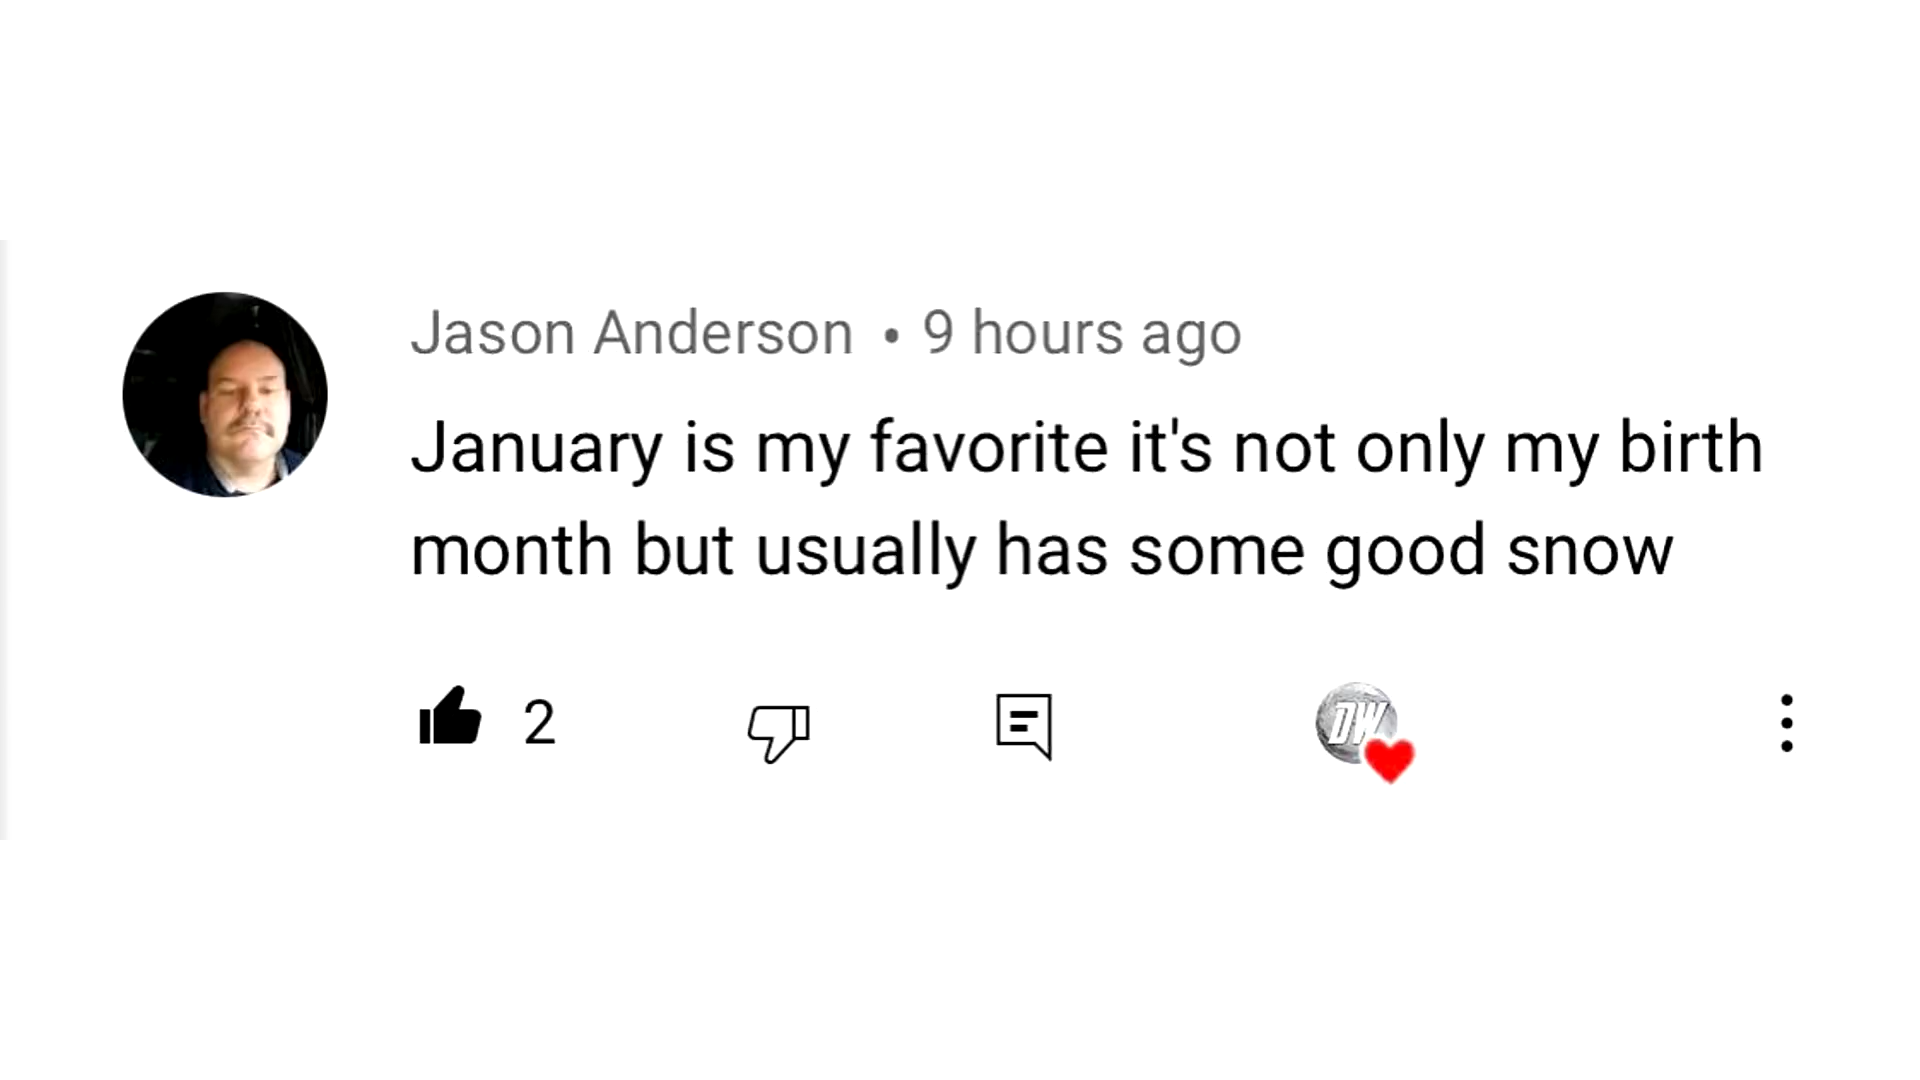 Jason Anderson • 9 hours ago
January is my favorite it's not only my birth
month but usually has some good snow
2
DW